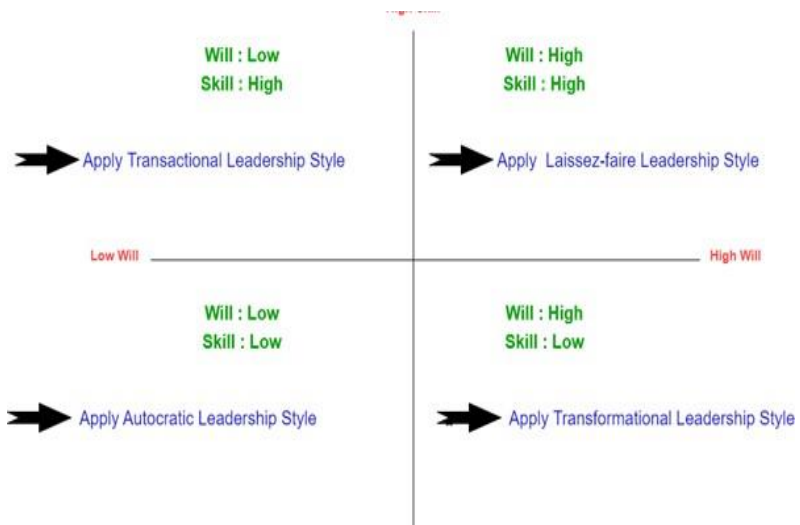 Will : Low
Skill : High
Will : High
Skill : High
Apply Transactional Leadership Style
Apply Laissez-faire Leadership Style
Low Will
High Will
Will : Low
Skill : Low
Will : High
Skill : Low
Apply Autocratic Leadership Style
Apply Transformational Leadership Style